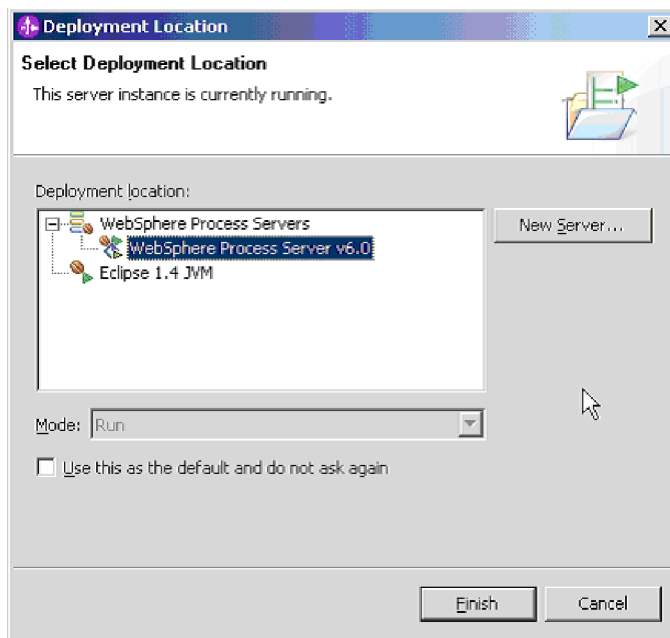 Deployment Location
Select Deployment Location
This server instance is currently running.
Deployment location:
WebSphere Process Servers
New Server...
WebSphere Process Server v6.0
Eclipse 1.4 JVM
Mode: Run
Use this as the default and do not ask again
Finish
Cancel